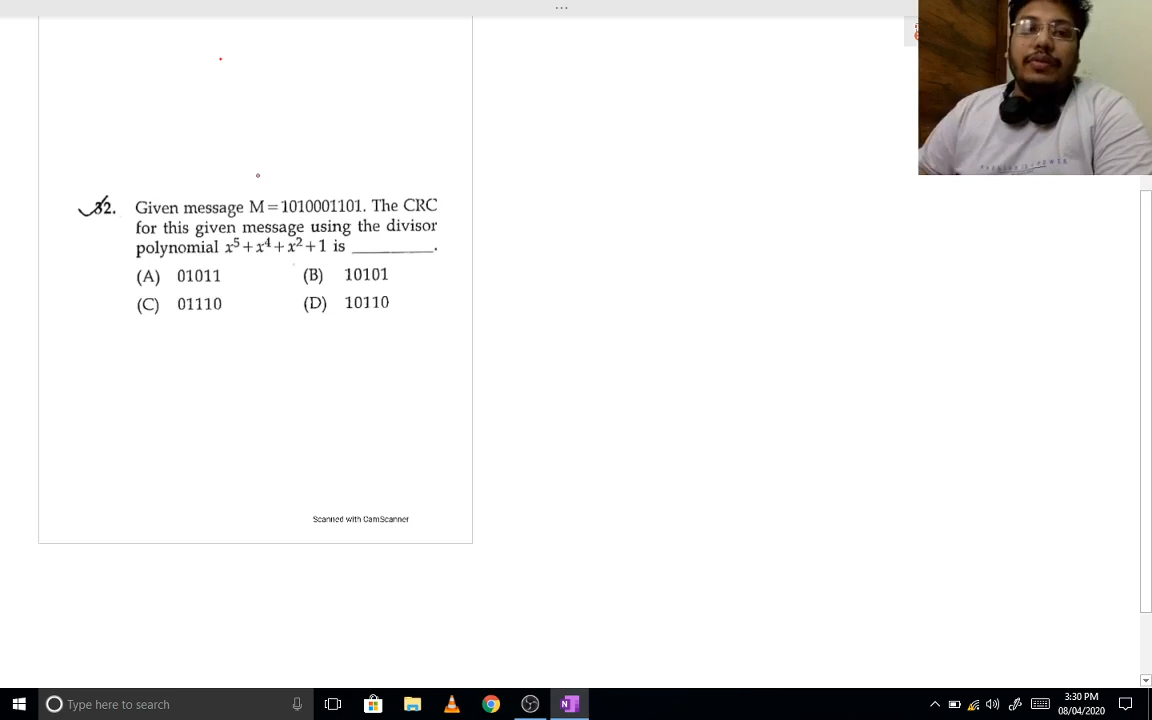 ...
32. Given message M=1010001101. The CRC
for this given message using the divisor
polynomial x⁵+x⁴+x²+1 is ________.
(A) 01011 (B) 10101
(C) 01110 (D) 10110
Scanned with CamScanner
Type here to search
3:30 PM
08/04/2020